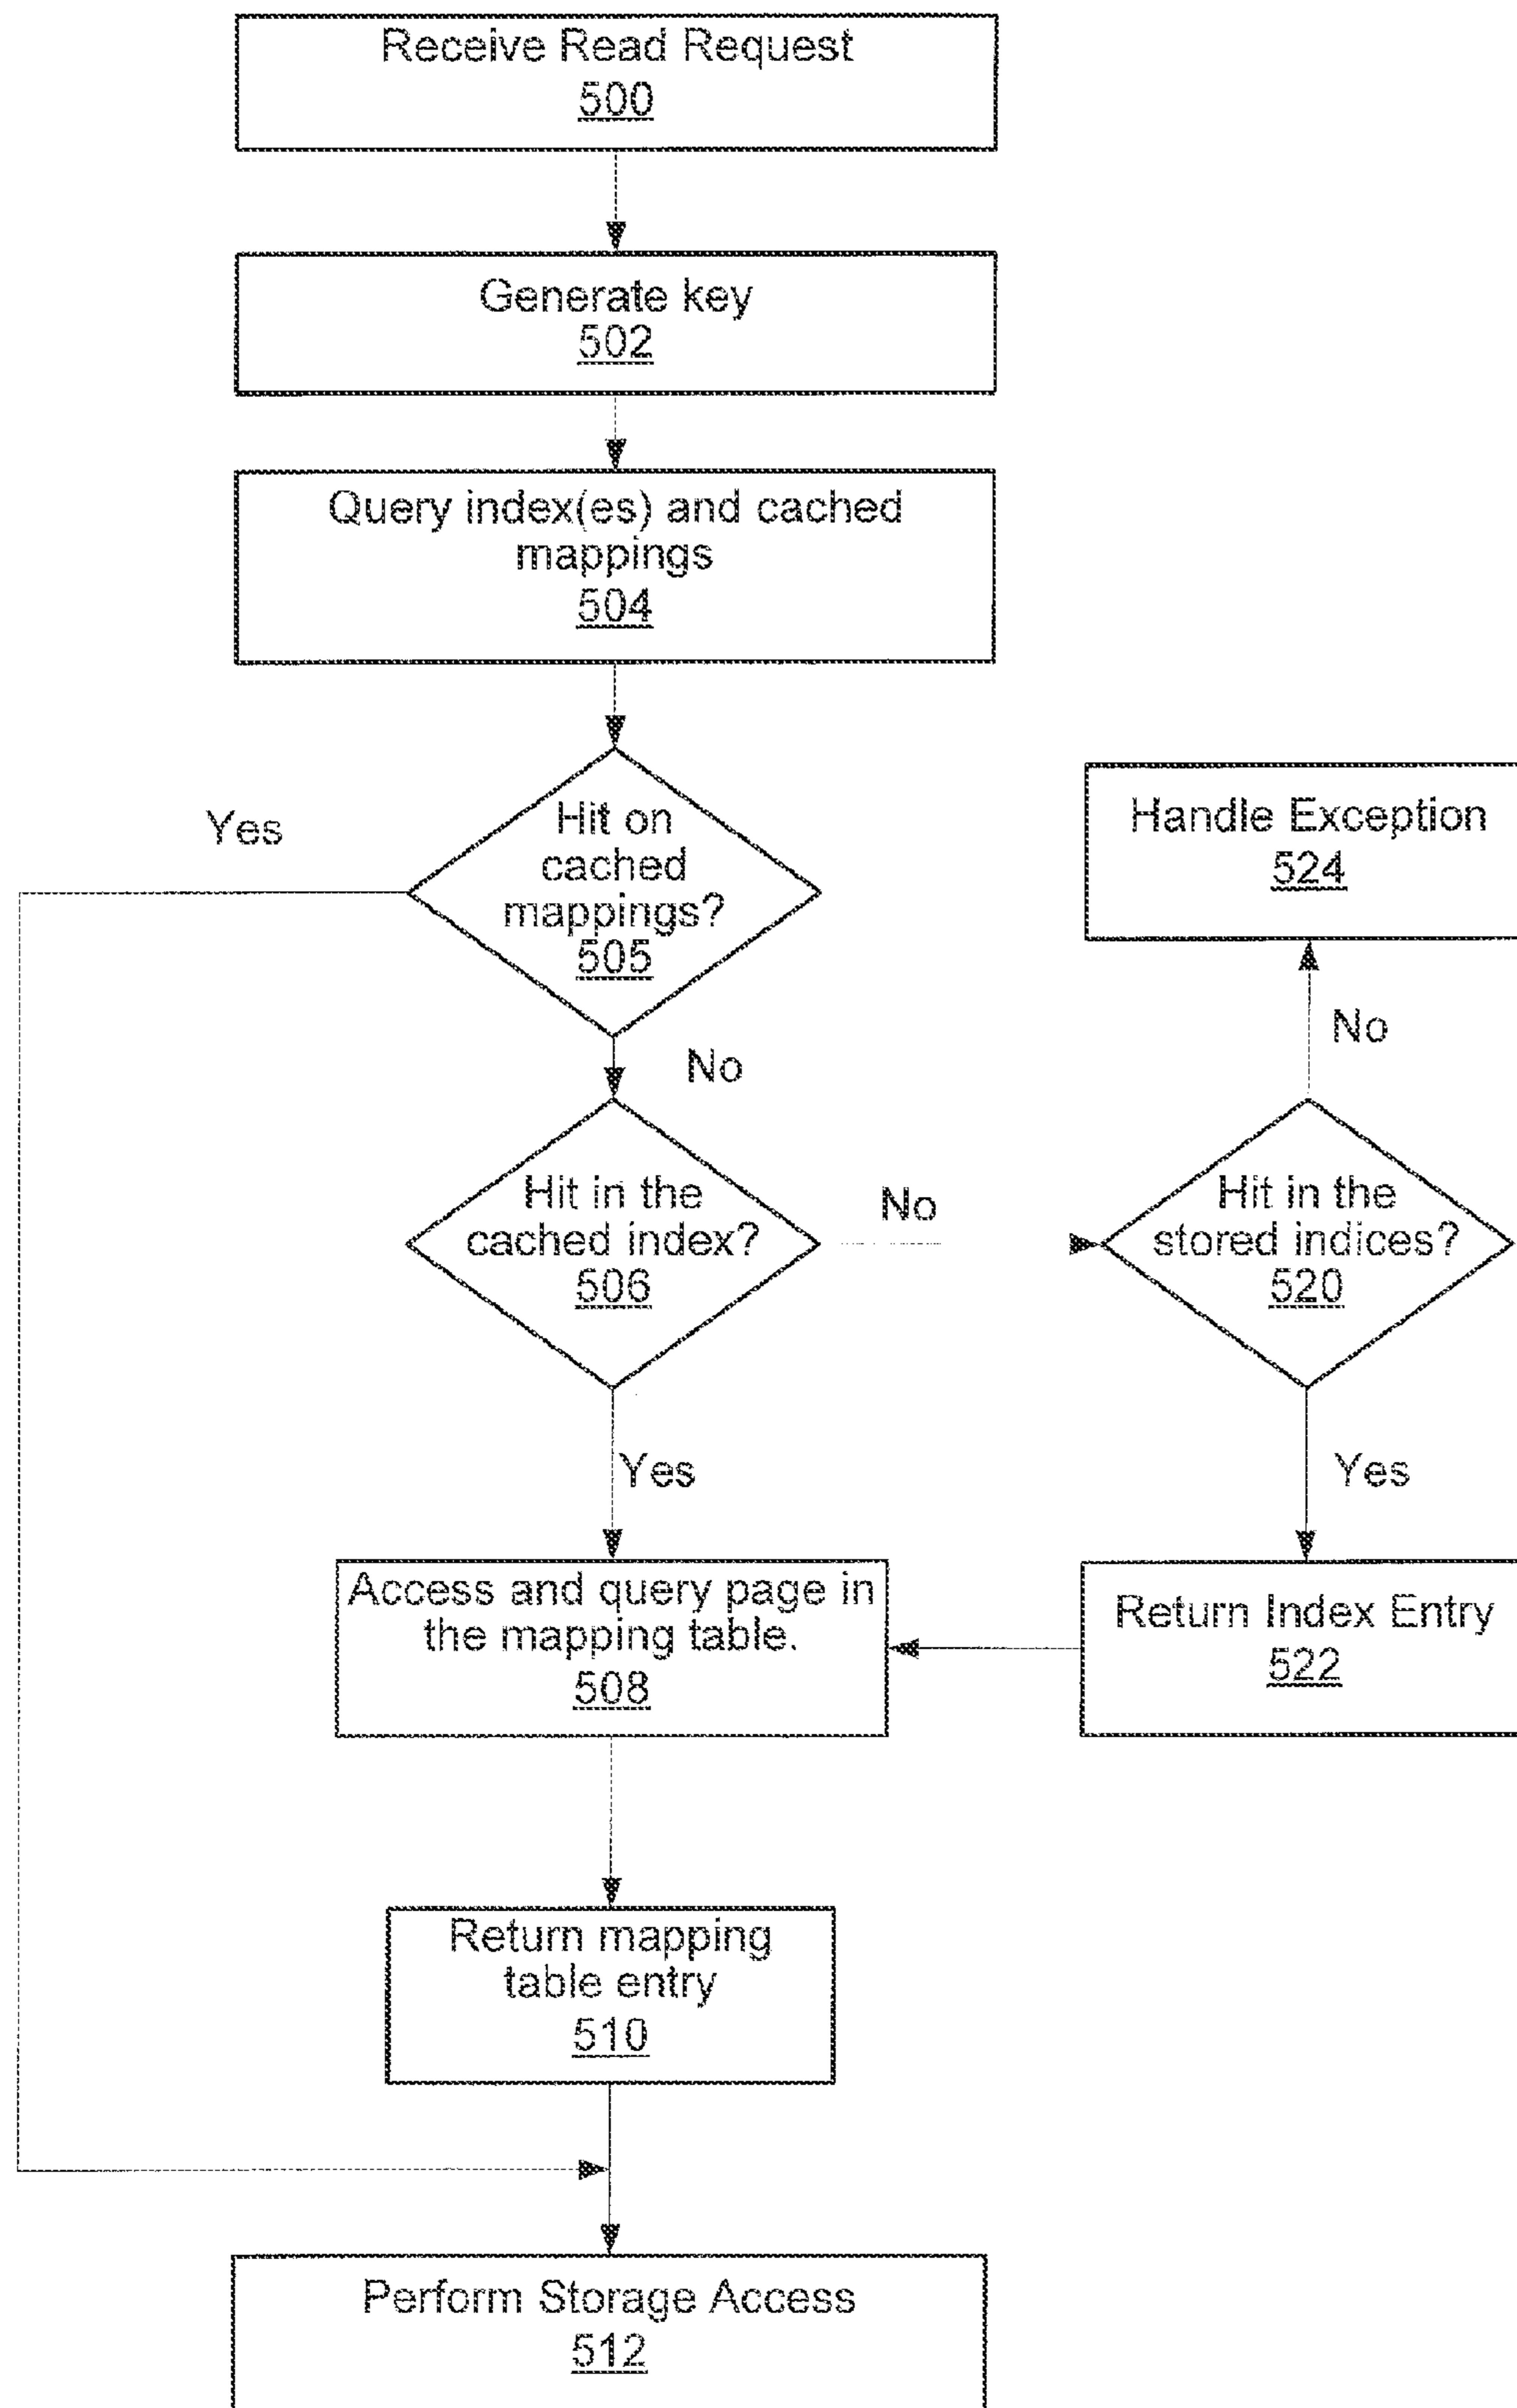 Receive Read Request
500
Generate key
502
Query index(es) and cached
mappings
504
Yes
Hit on
cached
mappings?
505
Handle Exception
524
No
No
Hit in the
cached index?
506
No
Hit in the
stored indices?
520
Yes
Yes
Access and query page in
the mapping table.
508
Return Index Entry
522
Return mapping
table entry
510
Perform Storage Access
512